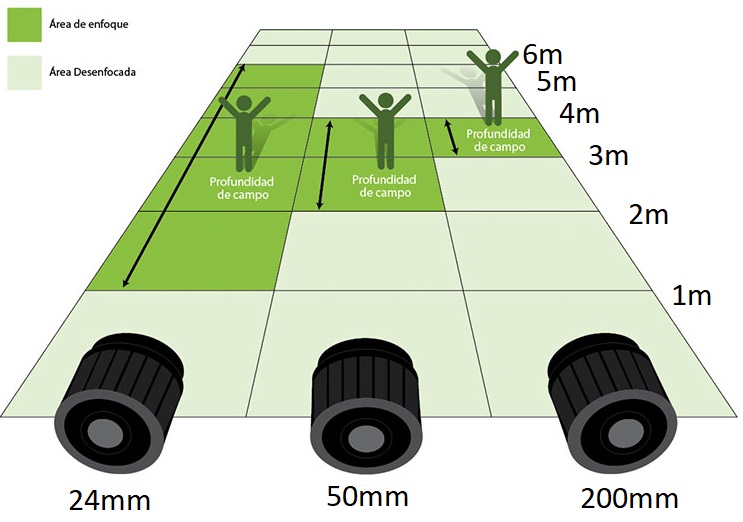 Área de enfoque
Área Desenfocada
6m
5m
4m
3m
2m
1m
Profundidad
de campo
Profundidad
de campo
Profundidad
de campo
24mm
50mm
200mm